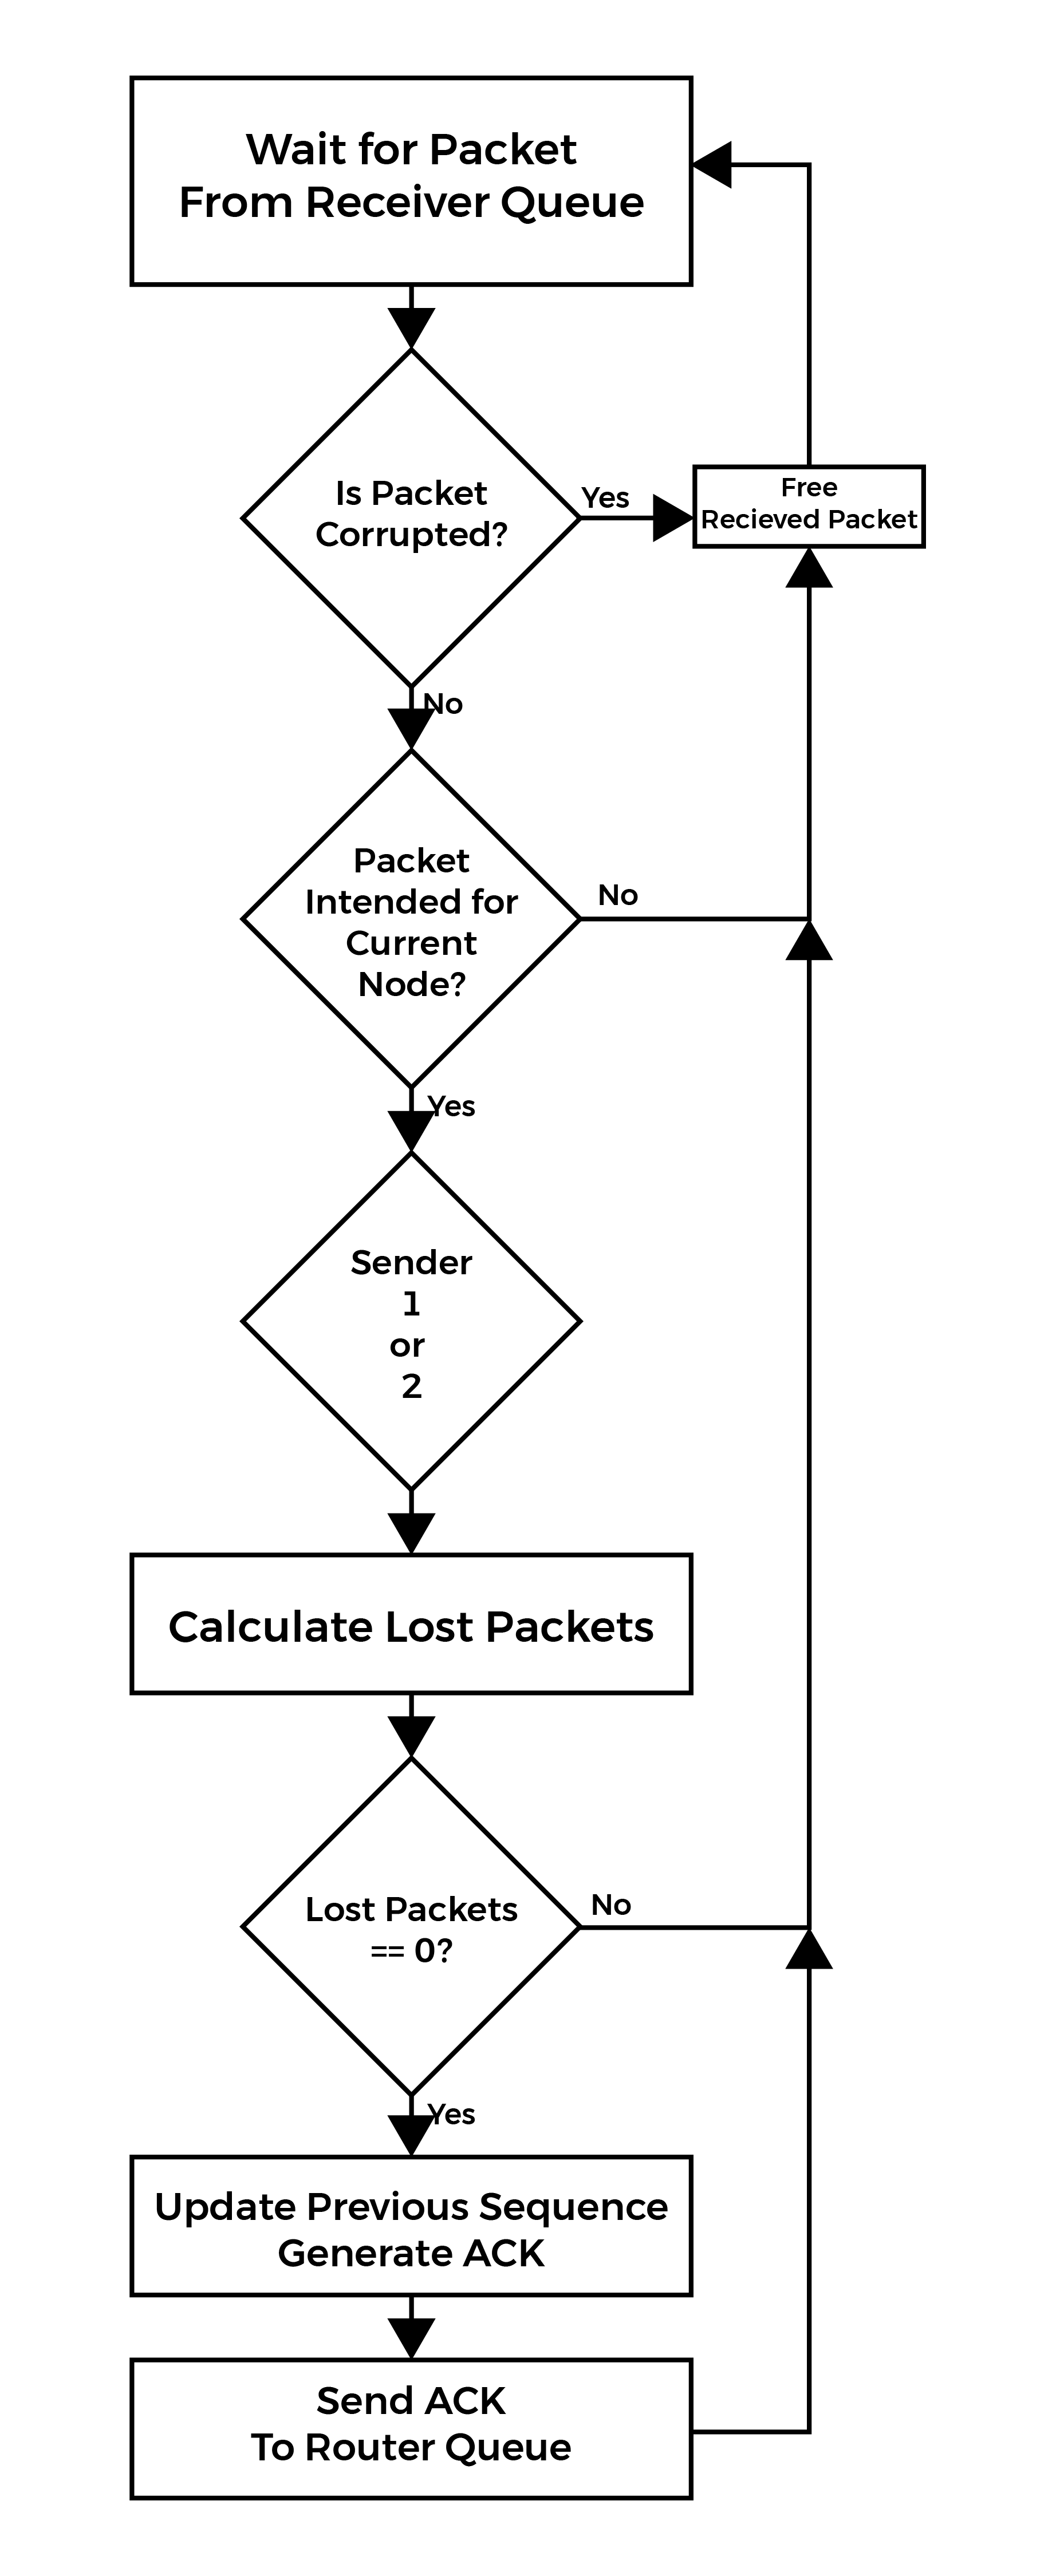 Wait for Packet
From Receiver Queue
Is Packet
Corrupted?
Yes
Free
Recieved Packet
No
Packet
Intended for
Current
Node?
No
Yes
Sender
1
or
2
Calculate Lost Packets
Lost Packets
== 0?
No
Yes
Update Previous Sequence
Generate ACK
Send ACK
To Router Queue